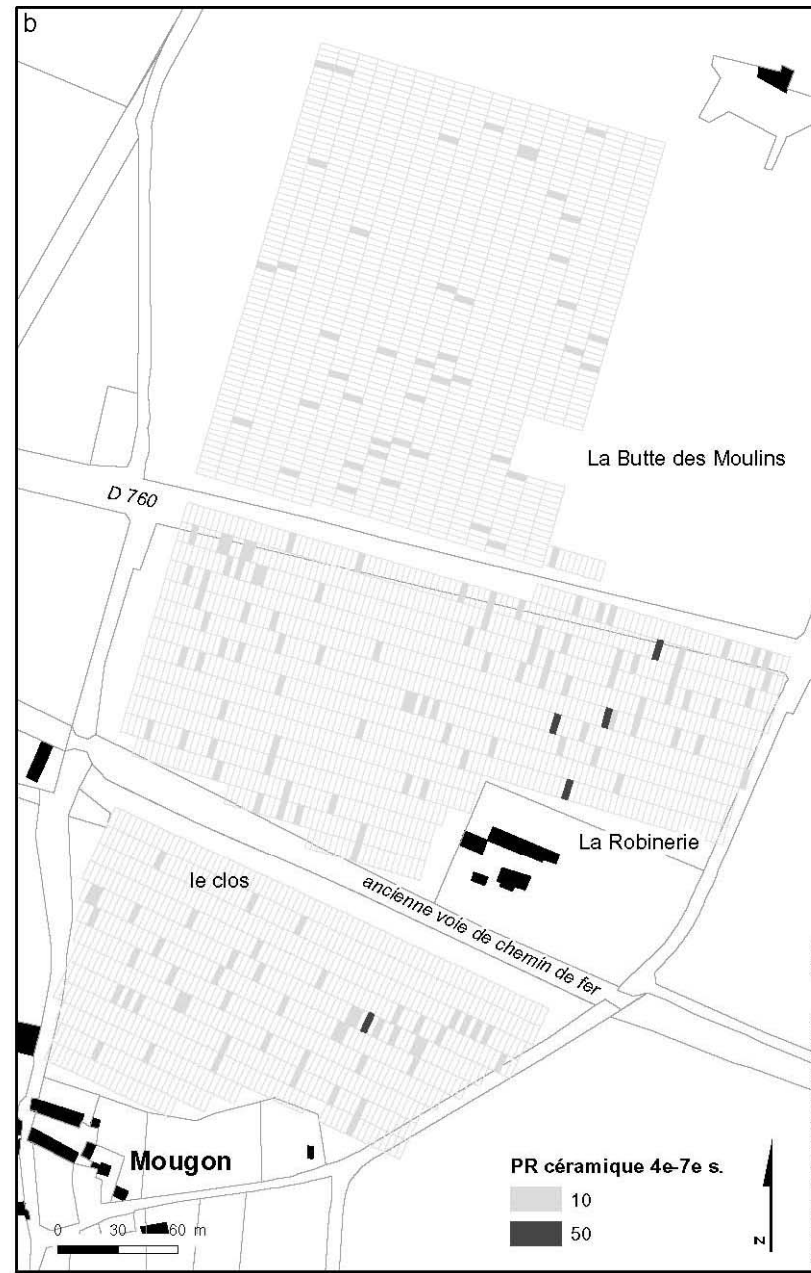 b
La Butte des Moulins
D 760
La Robinerie
le clos
ancienne voie de chemin de fer
Mougon
PR céramique 4e-7e s.
10
50
0 30 60 m
N